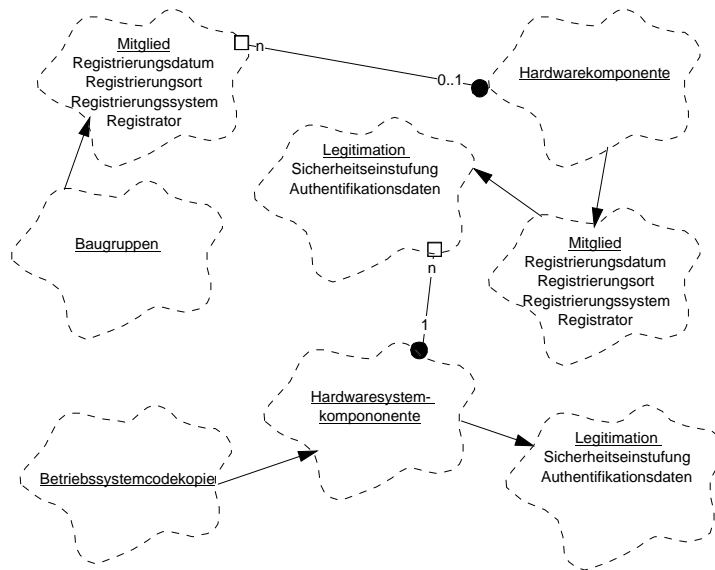 Mitglied
Registrierungsdatum
Registrierungsort
Registrierungssystem
Registrator
n
0..1
Hardwarekomponente
Legitimation
Sicherheitseinstufung
Authentifikationsdaten
n
Baugruppen
Mitglied
Registrierungsdatum
Registrierungsort
Registrierungssystem
Registrator
1
Hardwaresystem-
kompononente
Betriebssystemcodekopie
Legitimation
Sicherheitseinstufung
Authentifikationsdaten